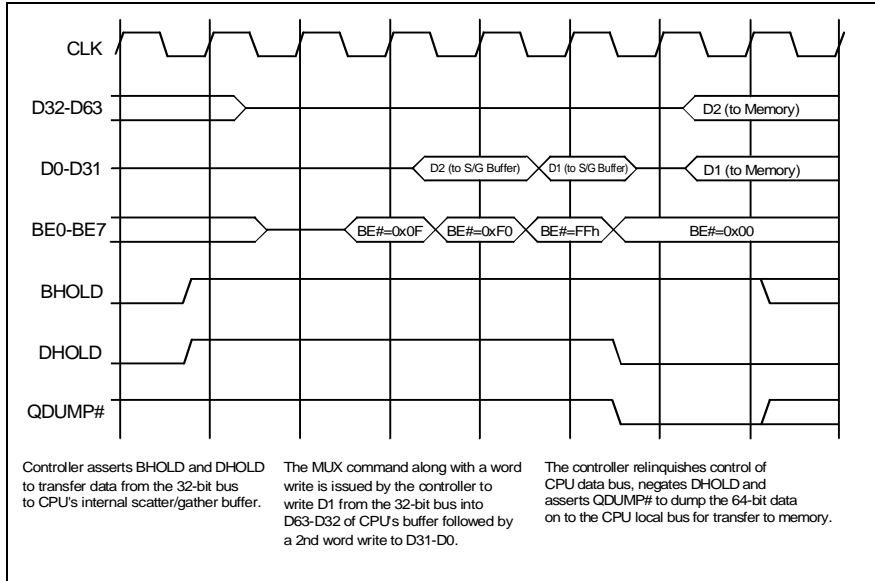 CLK
D32-D63
D2 (to Memory)
D0-D31
D2 (to S/G Buffer)
D1 (to S/G Buffer)
D1 (to Memory)
BE0-BE7
BE#=0x0F
BE#=0xF0
BE#=FFh
BE#=0x00
BHOLD
DHOLD
QDUMP#
Controller asserts BHOLD and DHOLD
to transfer data from the 32-bit bus
to CPU's internal scatter/gather buffer.
The MUX command along with a word
write is issued by the controller to
write D1 from the 32-bit bus into
D63-D32 of CPU's buffer followed by
a 2nd word write to D31-D0.
The controller relinquishes control of
CPU data bus, negates DHOLD and
asserts QDUMP# to dump the 64-bit data
on to the CPU local bus for transfer to memory.